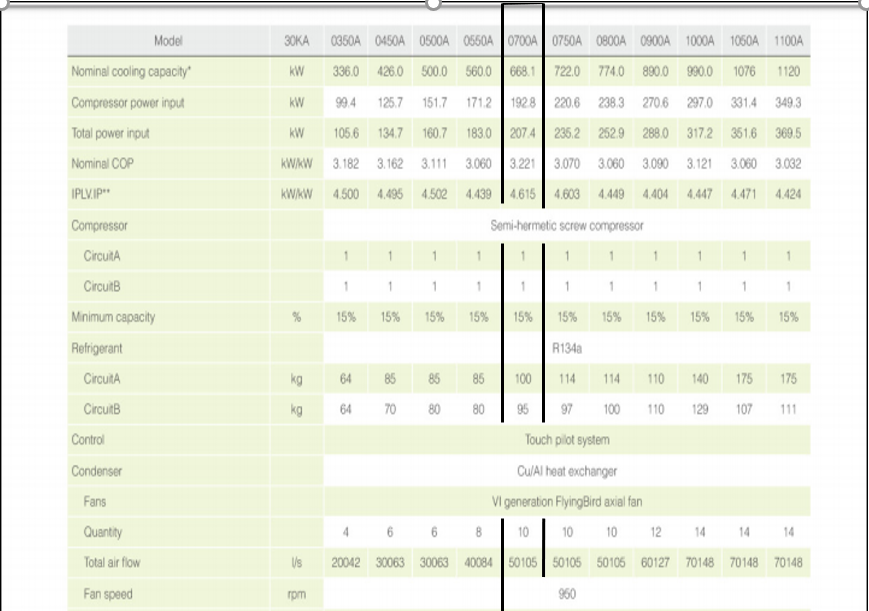 Model 30KA 0350A 0450A 0500A 0550A 0700A 0750A 0800A 0900A 1000A 1050A 1100A
Nominal cooling capacity* kW 336.0 426.0 500.0 560.0 668.1 722.0 774.0 890.0 990.0 1076 1120
Compressor power input kW 99.4 125.7 151.7 171.2 192.8 220.6 238.3 270.6 297.0 331.4 349.3
Total power input kW 105.6 134.7 160.7 183.0 207.4 235.2 252.9 288.0 317.2 351.6 369.5
Nominal COP kW/kW 3.182 3.162 3.111 3.060 3.221 3.070 3.060 3.090 3.121 3.060 3.032
IPLV.IP** kW/kW 4.500 4.495 4.502 4.439 4.615 4.603 4.449 4.404 4.447 4.471 4.424
Compressor Semi-hermetic screw compressor
CircuitA 1 1 1 1 1 1 1 1 1 1 1
CircuitB 1 1 1 1 1 1 1 1 1 1 1
Minimum capacity % 15% 15% 15% 15% 15% 15% 15% 15% 15% 15% 15%
Refrigerant R134a
CircuitA kg 64 85 85 85 100 114 114 110 140 175 175
CircuitB kg 64 70 80 80 95 97 100 110 129 107 111
Control Touch pilot system
Condenser Cu/Al heat exchanger
Fans VI generation FlyingBird axial fan
Quantity 4 6 6 8 10 10 10 12 14 14 14
Total air flow l/s 20042 30063 30063 40084 50105 50105 50105 60127 70148 70148 70148
Fan speed rpm 950